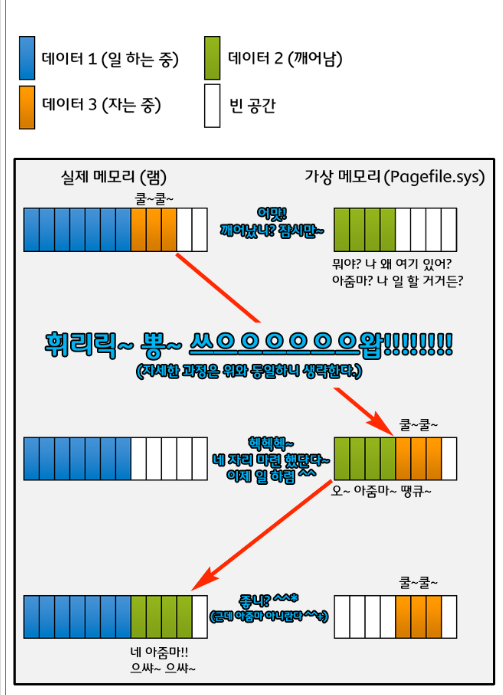 데이터 1 (일 하는 중)
데이터 2 (깨어남)
데이터 3 (자는 중)
빈 공간
실제 메모리 (램)
가상 메모리 (Pagefile.sys)
쿨~쿨~
어맛!
깨어났니? 잠시만~
뭐야? 나 왜 여기 있어?
아줌마? 나 일 할 거거든?
휘리릭~ 뿅~ 쓰으으으으으으왑!!!!!!!!
(자세한 과정은 위와 동일하니 생략한다.)
쿨~쿨~
헥헥헥~
네 자리 마련 했단다~
이제 일 하렴 ^^
오~ 아줌마~ 땡큐~
쿨~쿨~
좋니? ^^*
(근데 아줌마 아니란다 ^^+)
네 아줌마!!
으쌰~ 으쌰~